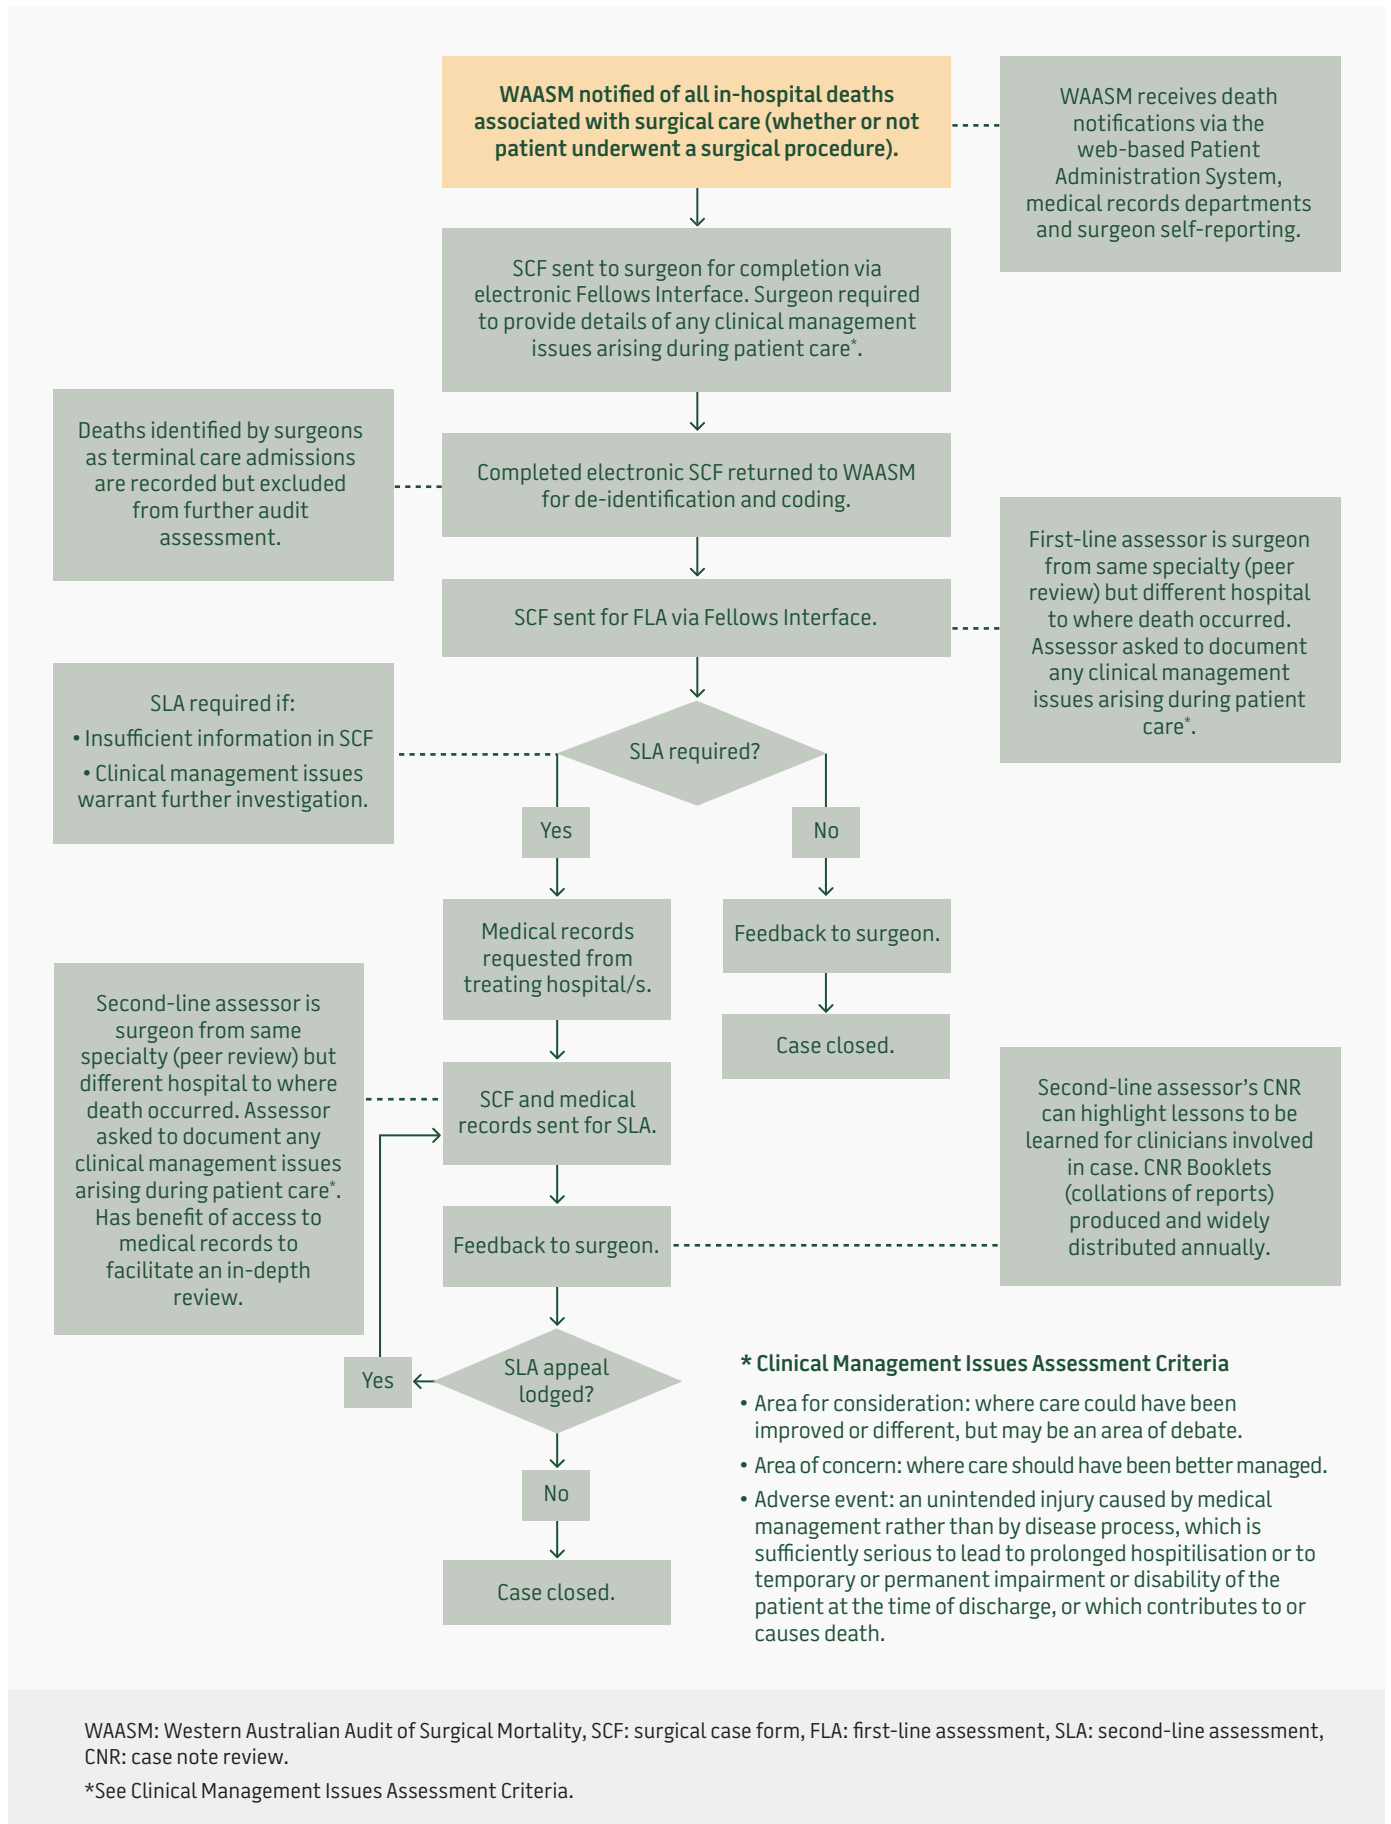 WAASM notified of all in-hospital deaths
associated with surgical care (whether or not
patient underwent a surgical procedure).
WAASM receives death
notifications via the
web-based Patient
Administration System,
medical records departments
and surgeon self-reporting.
SCF sent to surgeon for completion via
electronic Fellows Interface. Surgeon required
to provide details of any clinical management
issues arising during patient care*.
Deaths identified by surgeons
as terminal care admissions
are recorded but excluded
from further audit
assessment.
Completed electronic SCF returned to WAASM
for de-identification and coding.
First-line assessor is surgeon
from same specialty (peer
review) but different hospital
to where death occurred.
Assessor asked to document
any clinical management
issues arising during patient
care*.
SCF sent for FLA via Fellows Interface.
SLA required if:
• Insufficient information in SCF
• Clinical management issues
warrant further investigation.
SLA required?
Yes
No
Medical records
requested from
treating hospital/s.
Feedback to surgeon.
Case closed.
Second-line assessor is
surgeon from same
specialty (peer review) but
different hospital to where
death occurred. Assessor
asked to document any
clinical management issues
arising during patient care*.
Has benefit of access to
medical records to
facilitate an in-depth
review.
SCF and medical
records sent for SLA.
Second-line assessor’s CNR
can highlight lessons to be
learned for clinicians involved
in case. CNR Booklets
(collations of reports)
produced and widely
distributed annually.
Feedback to surgeon.
SLA appeal
lodged?
Yes
No
Case closed.
* Clinical Management Issues Assessment Criteria
• Area for consideration: where care could have been
improved or different, but may be an area of debate.
• Area of concern: where care should have been better managed.
• Adverse event: an unintended injury caused by medical
management rather than by disease process, which is
sufficiently serious to lead to prolonged hospitilisation or to
temporary or permanent impairment or disability of the
patient at the time of discharge, or which contributes to or
causes death.
WAASM: Western Australian Audit of Surgical Mortality, SCF: surgical case form, FLA: first-line assessment, SLA: second-line assessment,
CNR: case note review.
*See Clinical Management Issues Assessment Criteria.